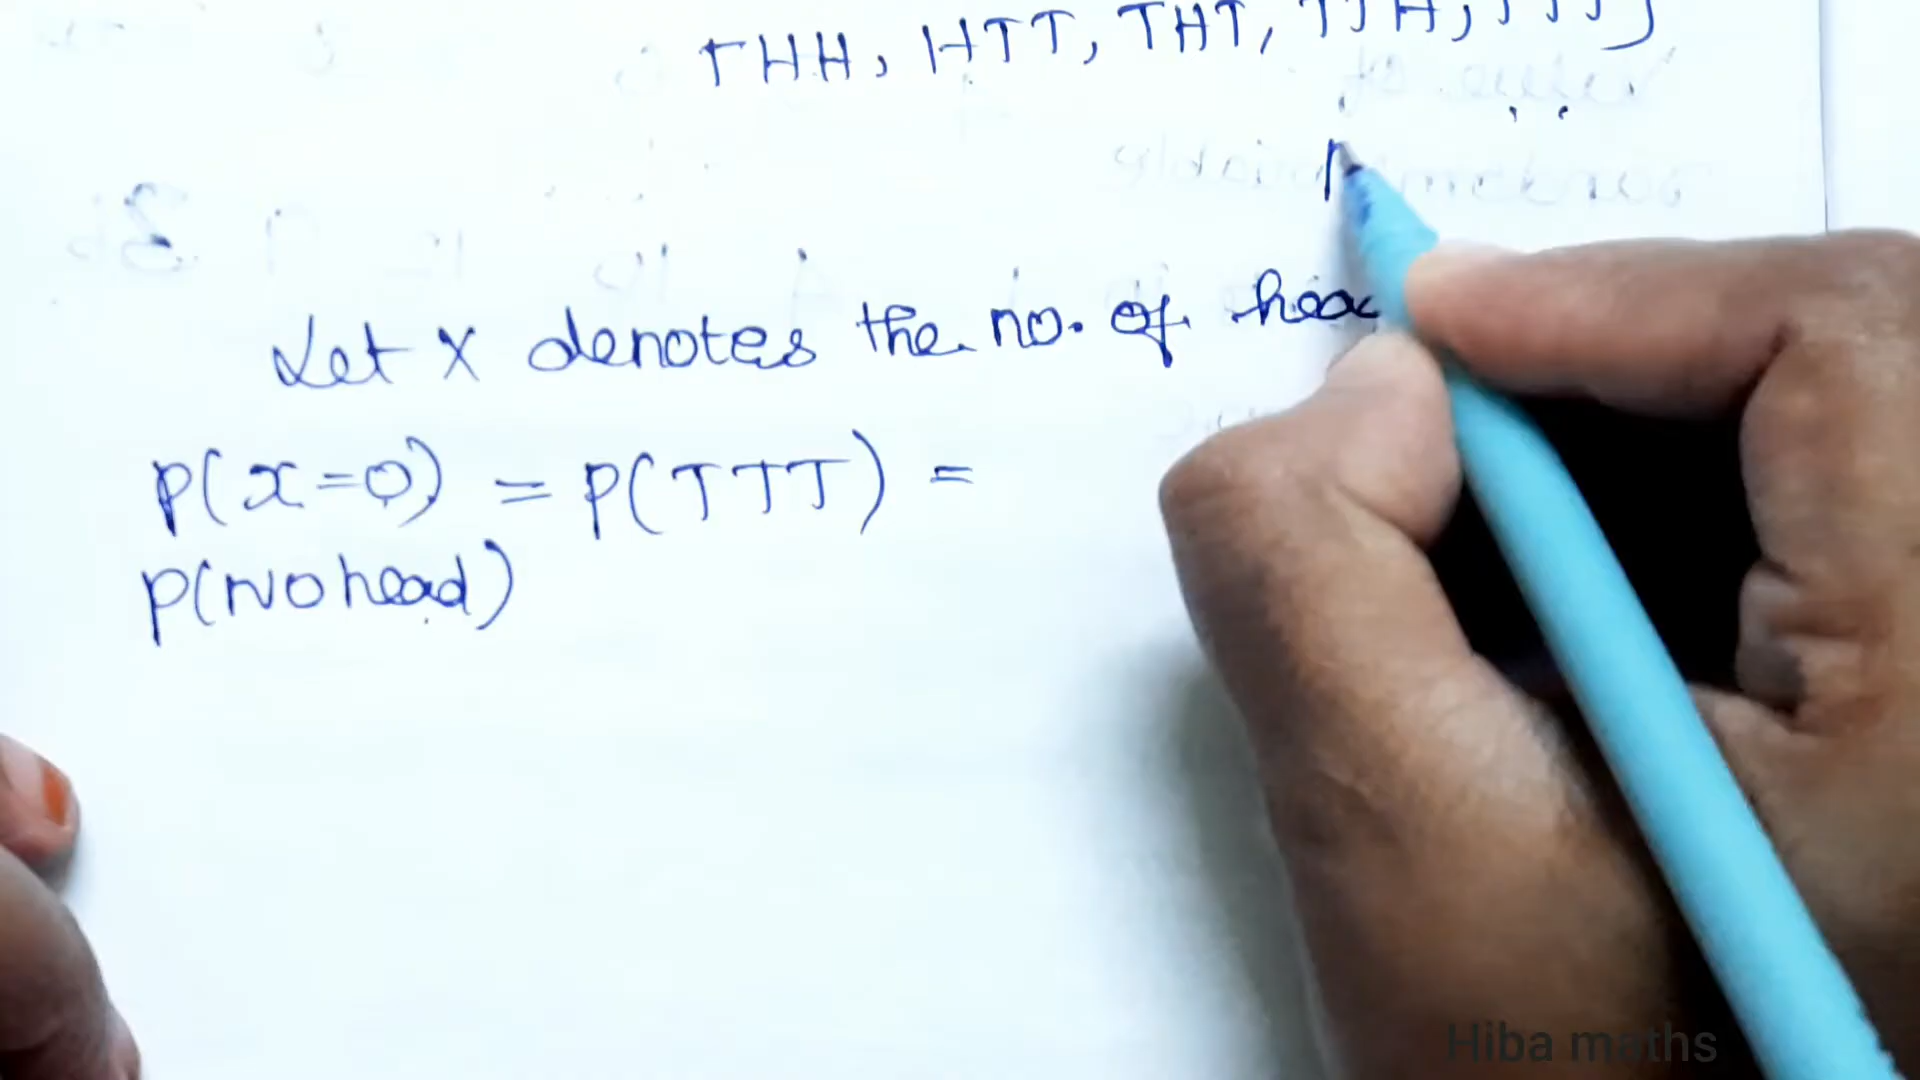 THH, HTT, THT, TTH, TTT}
Let X denotes the no. of hea
P(x=0) = P(TTT) =
P(No head)
Hiba maths